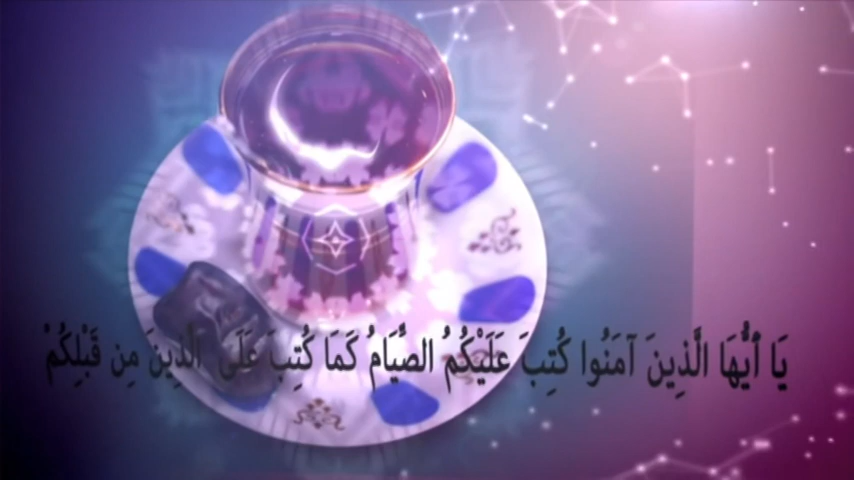 يَا أَيُّهَا الَّذِينَ آمَنُوا كُتِبَ عَلَيْكُمُ الصِّيَامُ كَمَا كُتِبَ عَلَى الَّذِينَ مِن قَبْلِكُمْ